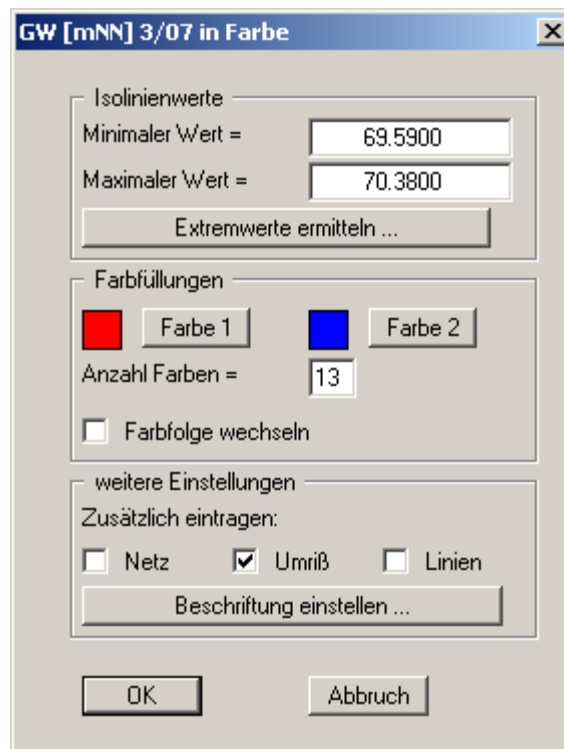 GW [mNN] 3/07 in Farbe
Isolinienwerte
Minimaler Wert = 69.5900
Maximaler Wert = 70.3800
Extremwerte ermitteln ...
Farbfüllungen
Farbe 1 Farbe 2
Anzahl Farben = 13
Farbfolge wechseln
weitere Einstellungen
Zusätzlich eintragen:
Netz Umriß Linien
Beschriftung einstellen ...
OK Abbruch